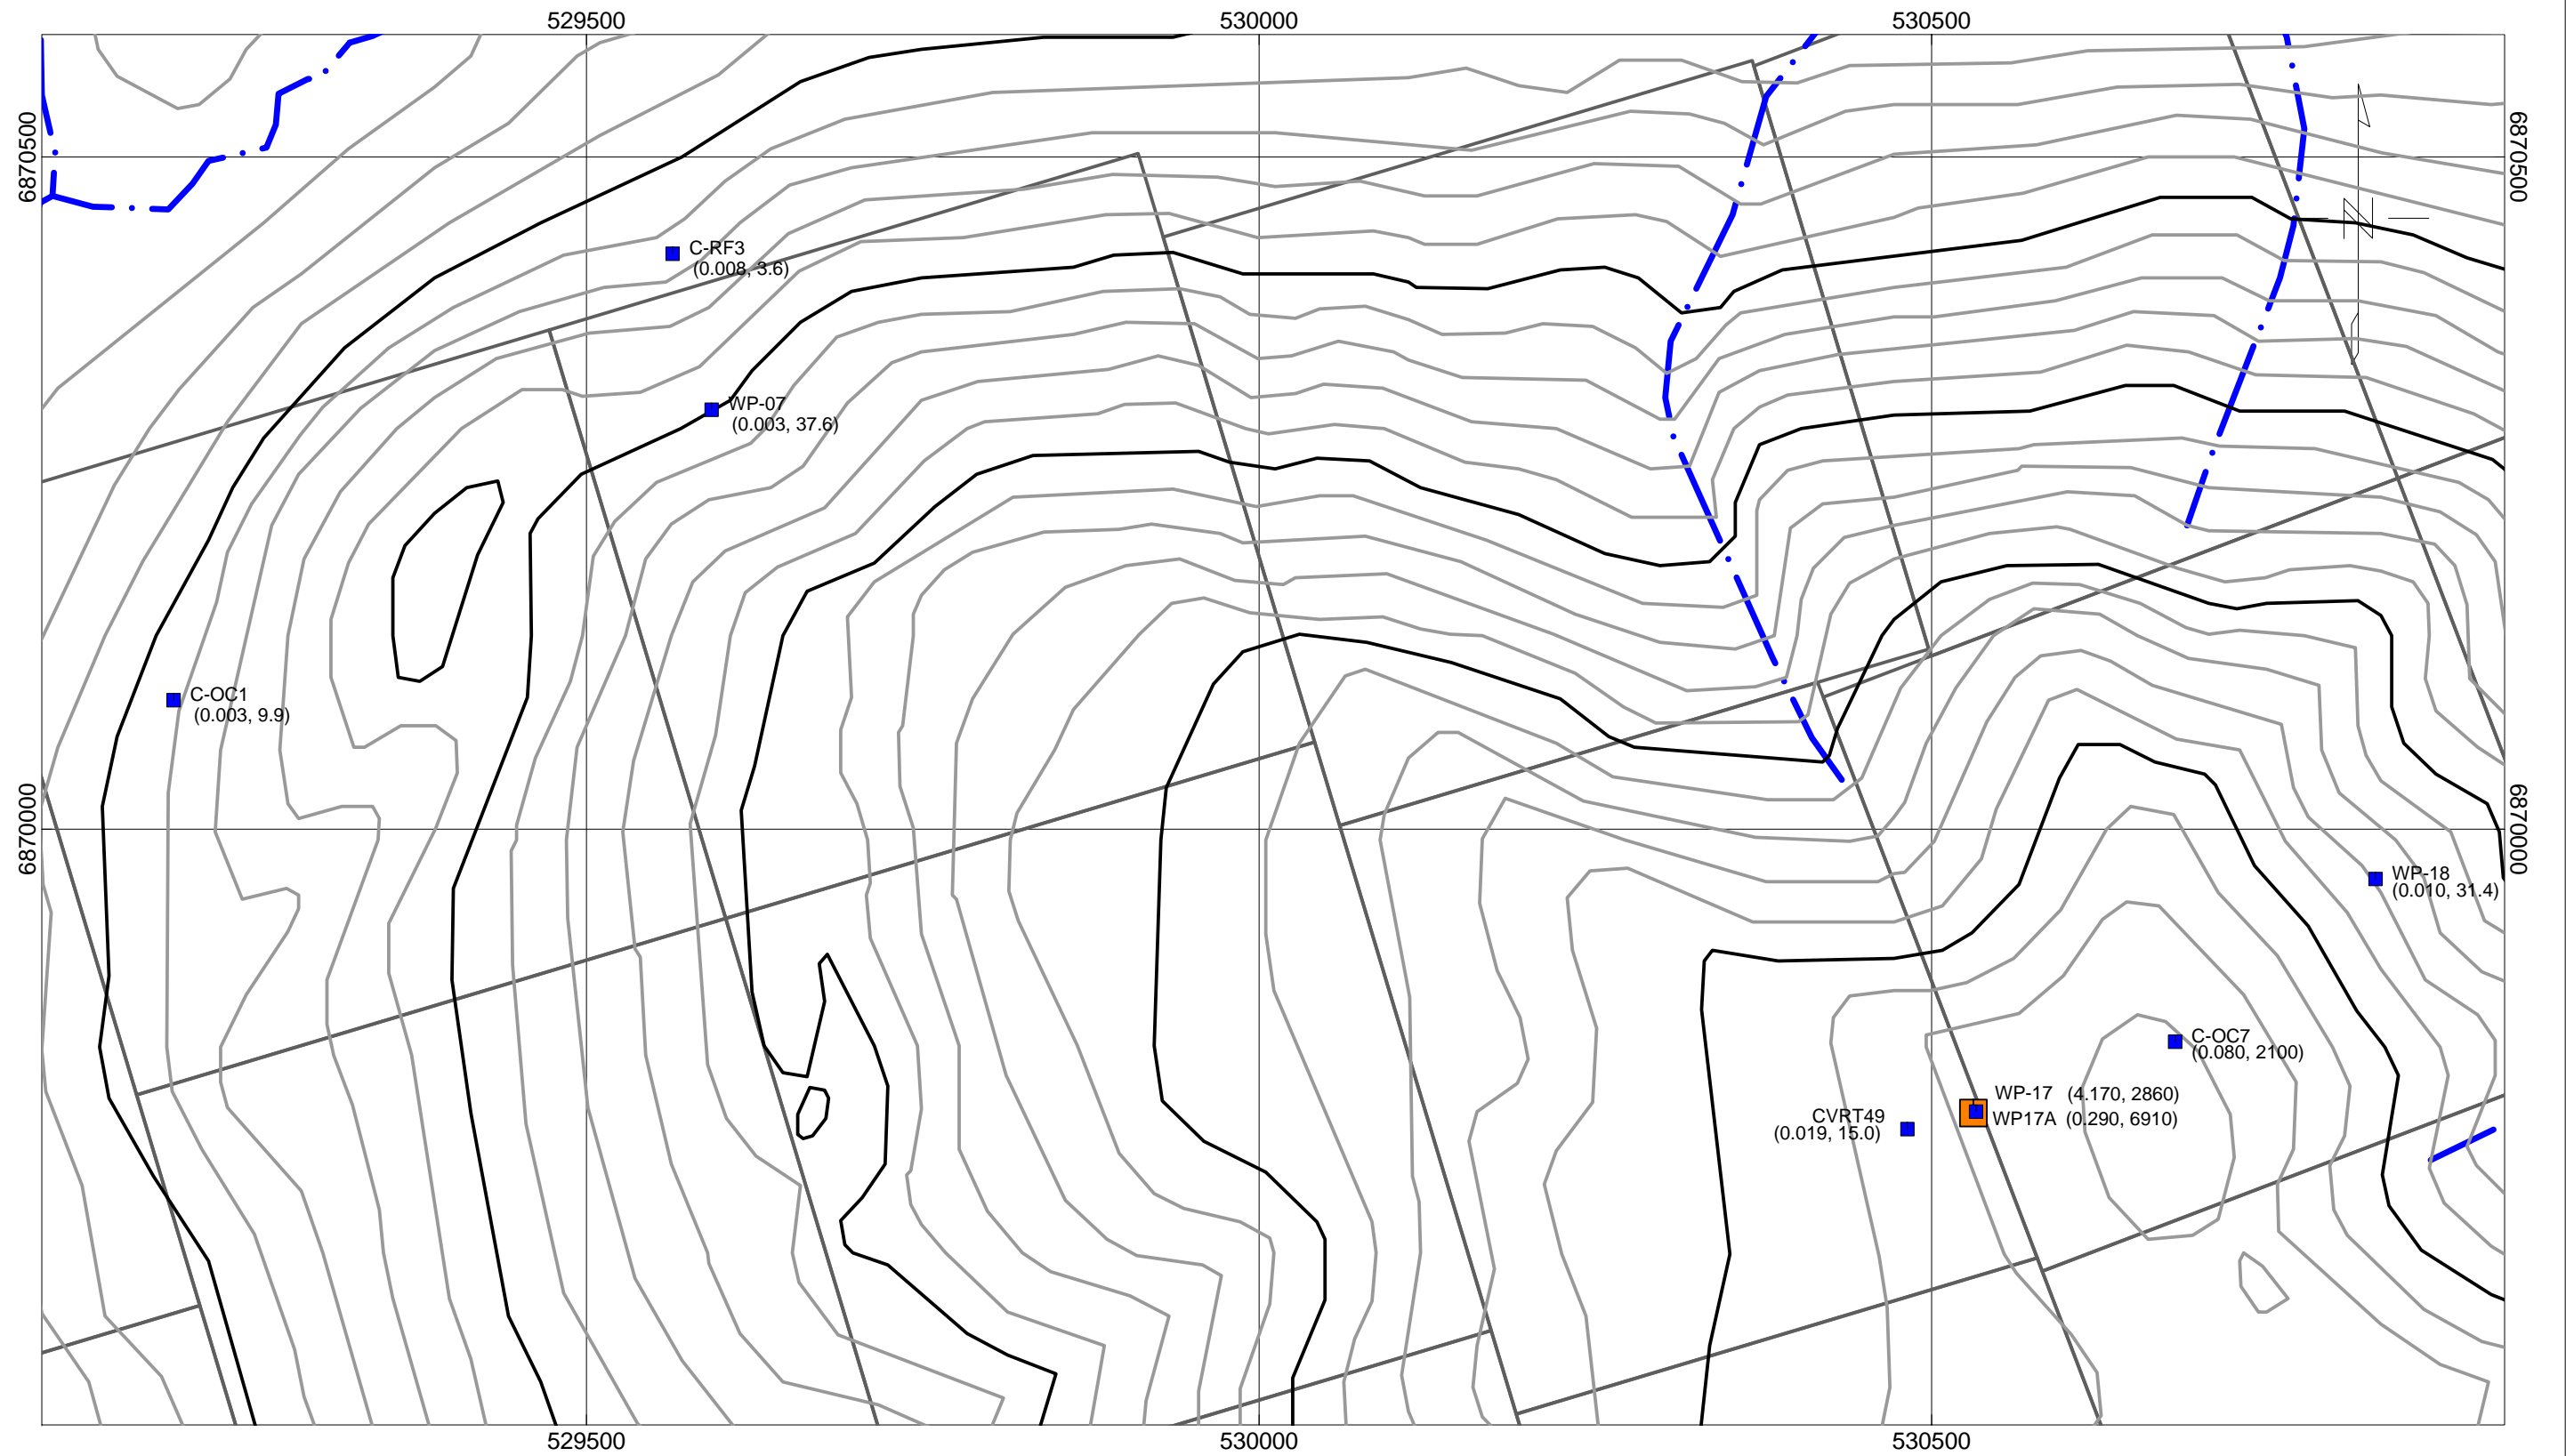 529500
530000
530500
6870500
6870500
N
C-RF3
(0.008, 3.6)
WP-07
(0.003, 37.6)
C-OC1
(0.003, 9.9)
6870000
6870000
WP-18
(0.010, 31.4)
C-OC7
(0.080, 2100)
WP-17 (4.170, 2860)
WP17A (0.290, 6910)
CVRT49
(0.019, 15.0)
529500
530000
530500